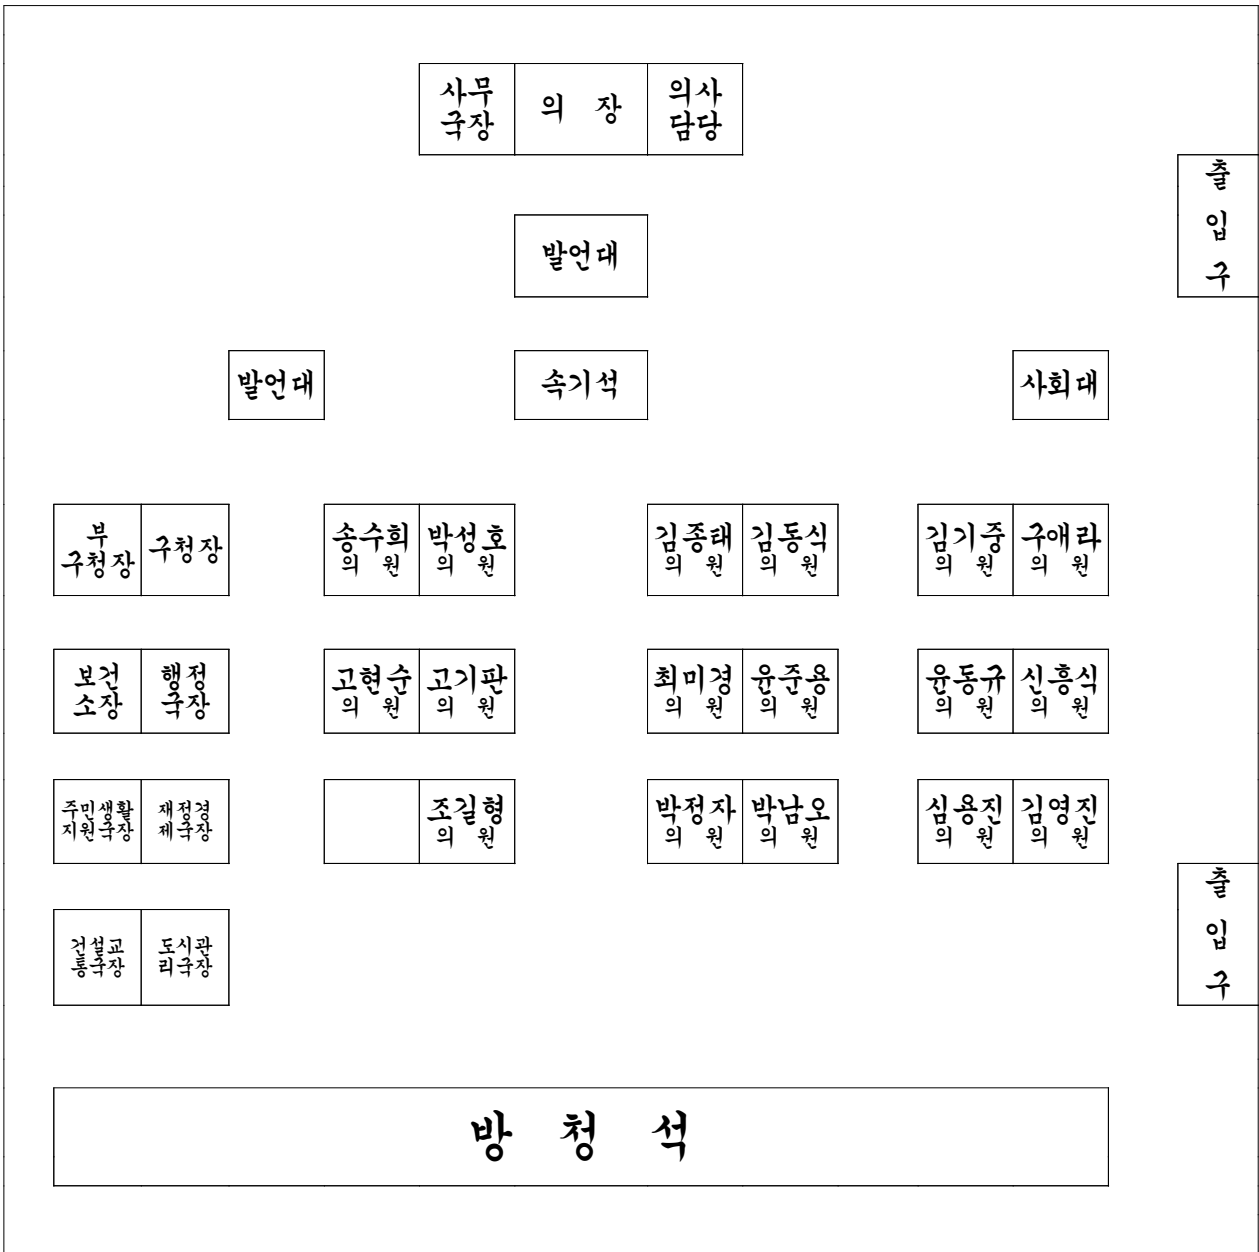 사무
국장
의 장
의사
담당
출
입
구
발언대
발언대
속기석
사회대
부
구청장
구청장
송수희
의 원
박성호
의 원
김종태
의 원
김동식
의 원
김기중
의 원
구애라
의 원
보건
소장
행정
국장
고현순
의 원
고기판
의 원
최미경
의 원
윤준용
의 원
윤동규
의 원
신흥식
의 원
주민생활
지원국장
재정경
제국장
조길형
의 원
박정자
의 원
박남오
의 원
심용진
의 원
김영진
의 원
출
입
구
건설교
통국장
도시관
리국장
방 청 석